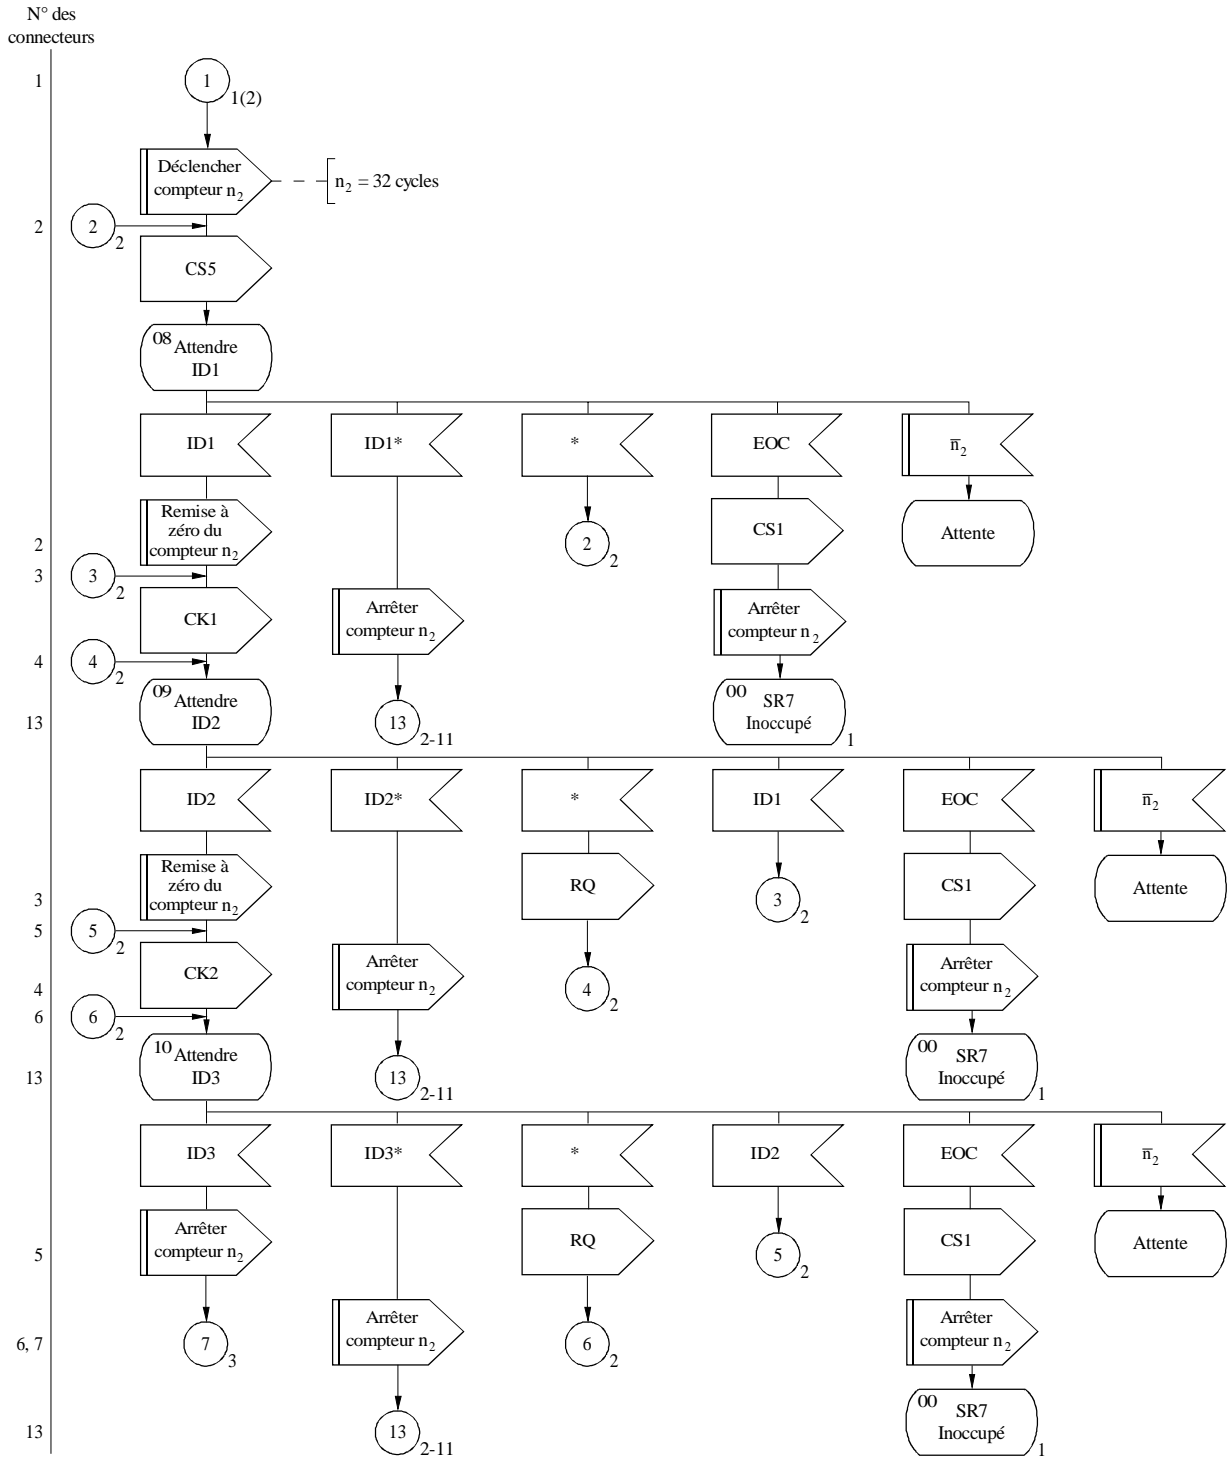 N° des
connecteurs
1
1
1(2)
Déclencher
compteur n2
n2 = 32 cycles
2
2
2
CS5
08
Attendre
ID1
ID1
ID1*
*
EOC
n̅2
Remise à
zéro du
compteur n2
2
2
CS1
Attente
2
3
3
2
CK1
Arrêter
compteur n2
Arrêter
compteur n2
4
4
2
09
Attendre
ID2
13
13
2-11
00
SR7
Inoccupé
1
ID2
ID2*
*
ID1
EOC
n̅2
Remise à
zéro du
compteur n2
RQ
3
2
CS1
Attente
3
5
5
2
CK2
Arrêter
compteur n2
4
2
Arrêter
compteur n2
4
6
6
2
10
Attendre
ID3
13
13
2-11
00
SR7
Inoccupé
1
ID3
ID3*
*
ID2
EOC
n̅2
Arrêter
compteur n2
RQ
5
2
CS1
Attente
5
6, 7
7
3
Arrêter
compteur n2
6
2
Arrêter
compteur n2
13
13
2-11
00
SR7
Inoccupé
1